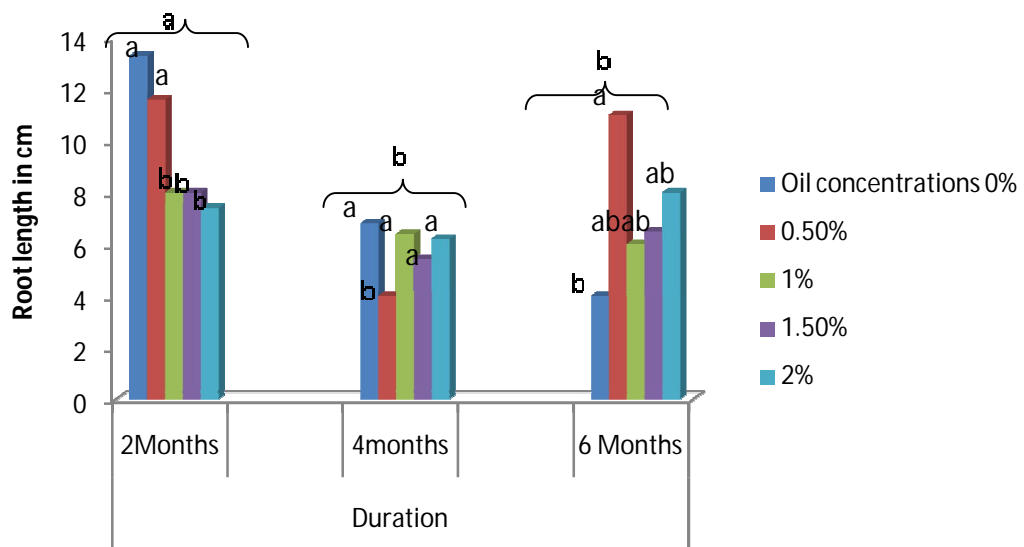 a
14
a
a
b
12
a
10
b
8
b
b
b
ab
a
a
a
abab
6
a
b
b
4
2
0
Root length in cm
2Months
4months
6 Months
Duration
Oil concentrations 0%
0.50%
1%
1.50%
2%